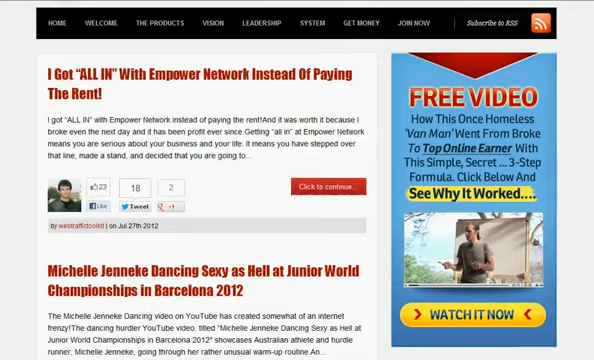 HOME WELCOME THE PRODUCTS VISION LEADERSHIP SYSTEM GET MONEY JOIN NOW Subscribe to RSS
I Got “ALL IN” With Empower Network Instead Of Paying
The Rent!
I got “ALL IN” with Empower Network instead of paying the rent!And it was worth it because I
broke even the next day and it has been profit ever since.Getting “all in” at Empower Network
means you are serious about your business and your life. It means you have stepped over
that line, made a stand, and decided that you are going to...
23 18 2
Like Tweet +1
Click to continue...
by webtraffictoolkit | on Jul 27th 2012
Michelle Jenneke Dancing Sexy as Hell at Junior World
Championships in Barcelona 2012
The Michelle Jenneke Dancing video on YouTube has created somewhat of an internet
frenzy!The dancing hurdler YouTube video, titled “Michelle Jenneke Dancing Sexy as Hell at
Junior World Championships in Barcelona 2012″ showcases Australian athlete and hurdle
runner, Michelle Jenneke, going through her rather unusual warm-up routine An...
FREE VIDEO
How This Once Homeless
'Van Man' Went From Broke
To Top Online Earner With
This Simple, Secret ... 3-Step
Formula. Click Below And
See Why It Worked....
WATCH IT NOW